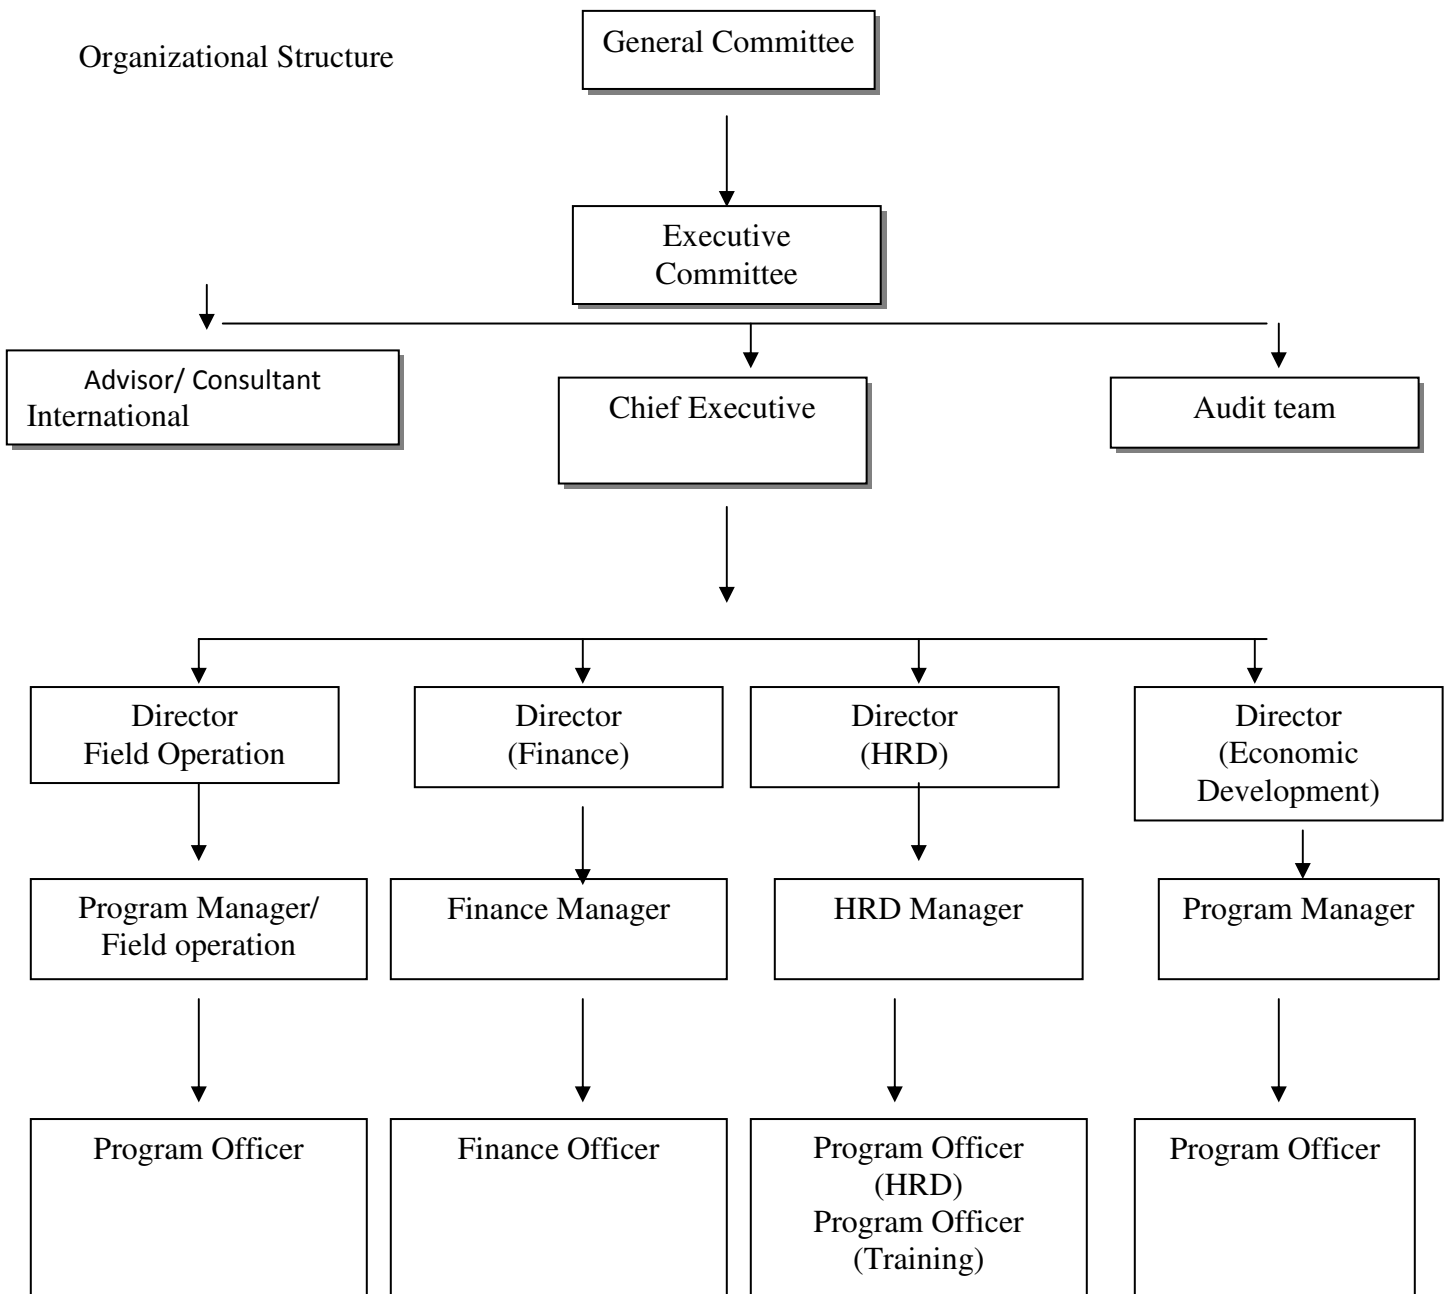 Organizational Structure
General Committee
Executive
Committee
Advisor/ Consultant
International
Chief Executive
Audit team
Director
Field Operation
Director
(Finance)
Director
(HRD)
Director
(Economic
Development)
Program Manager/
Field operation
Finance Manager
HRD Manager
Program Manager
Program Officer
Finance Officer
Program Officer
(HRD)
Program Officer
(Training)
Program Officer